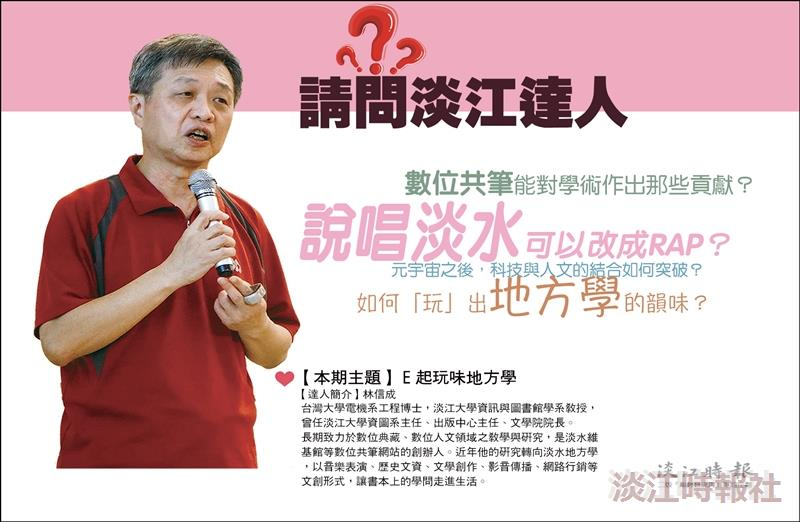 ???
請問淡江達人
數位共筆能對學術作出那些貢獻？
說唱淡水可以改成RAP？
元宇宙之後，科技與人文的結合如何突破？
如何「玩」出地方學的韻味？
【本期主題】E起玩味地方學
【達人簡介】林信成
台灣大學電機系工程博士，淡江大學資訊與圖書館學系教授，
曾任淡江大學資圖系主任、出版中心主任、文學院院長。
長期致力於數位典藏、數位人文領域之教學與研究，是淡水維
基館等數位共筆網站的創辦人。近年他的研究轉向淡水地方學
，以音樂表演、歷史文資、文學創作、影音傳播、網路行銷等
文創形式，讓書本上的學問走進生活。
淡江時報
淡江時報社